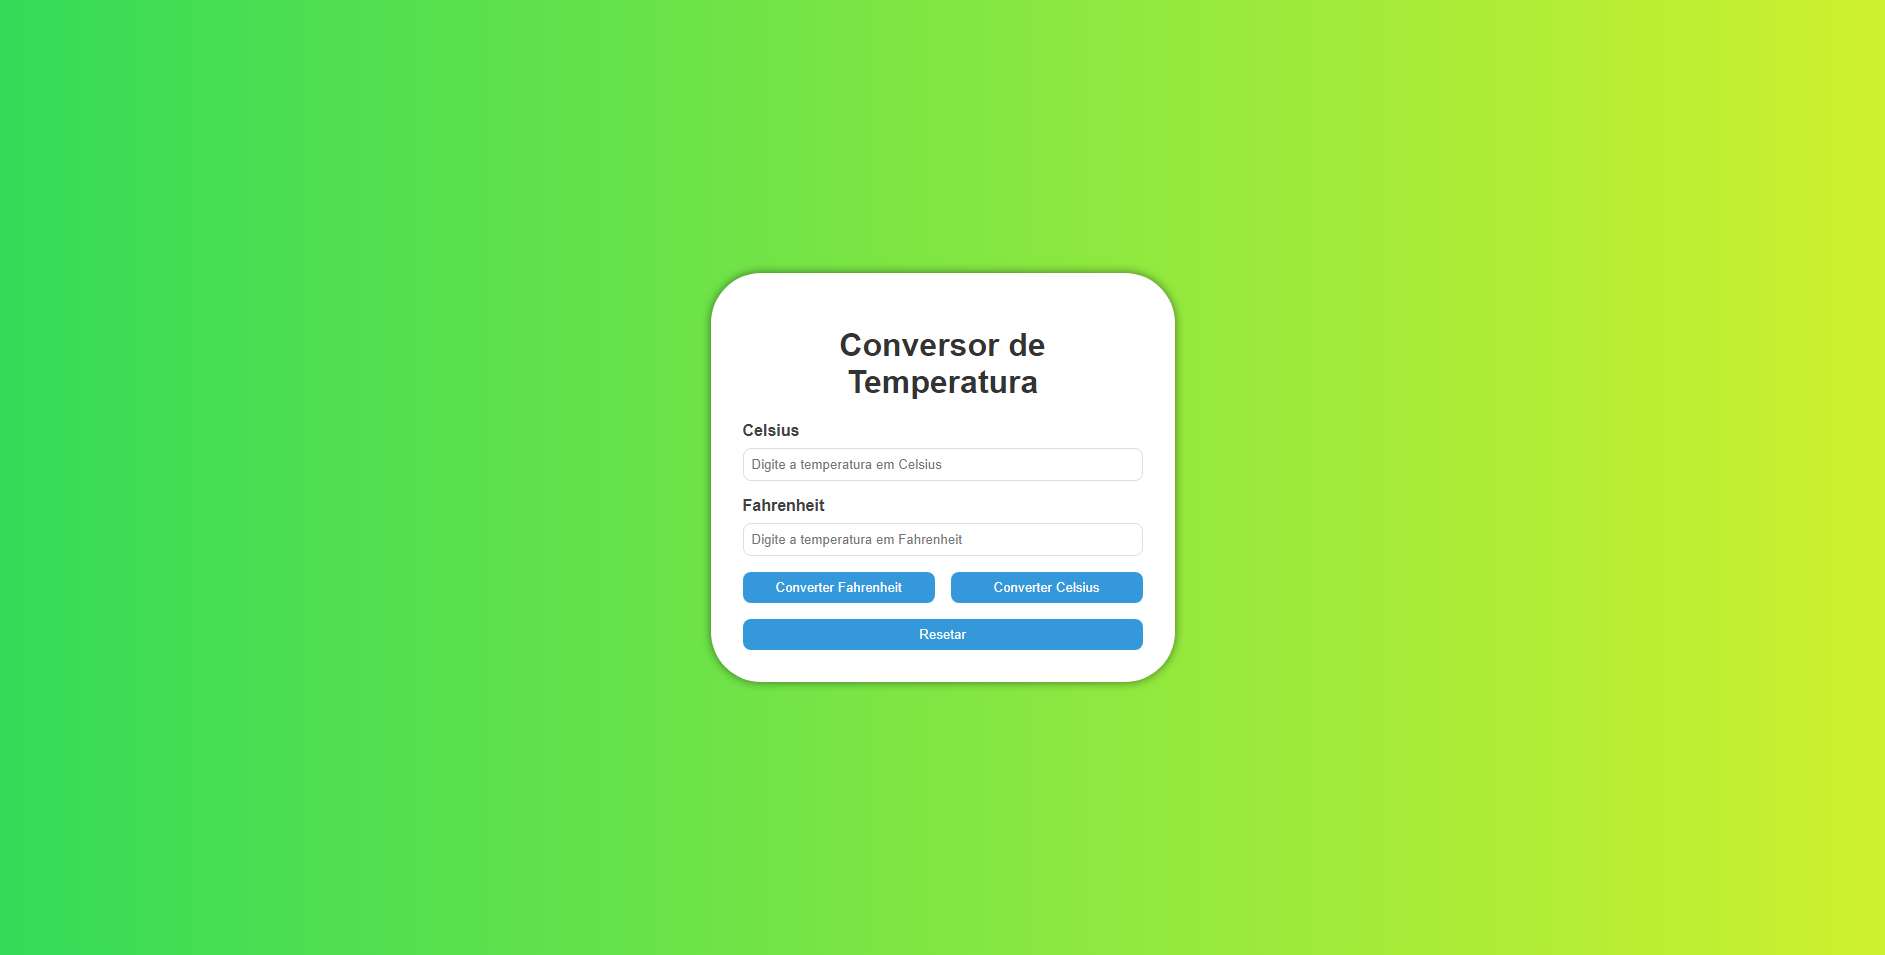 Conversor de
Temperatura
Celsius
Digite a temperatura em Celsius
Fahrenheit
Digite a temperatura em Fahrenheit
Converter Fahrenheit
Converter Celsius
Resetar